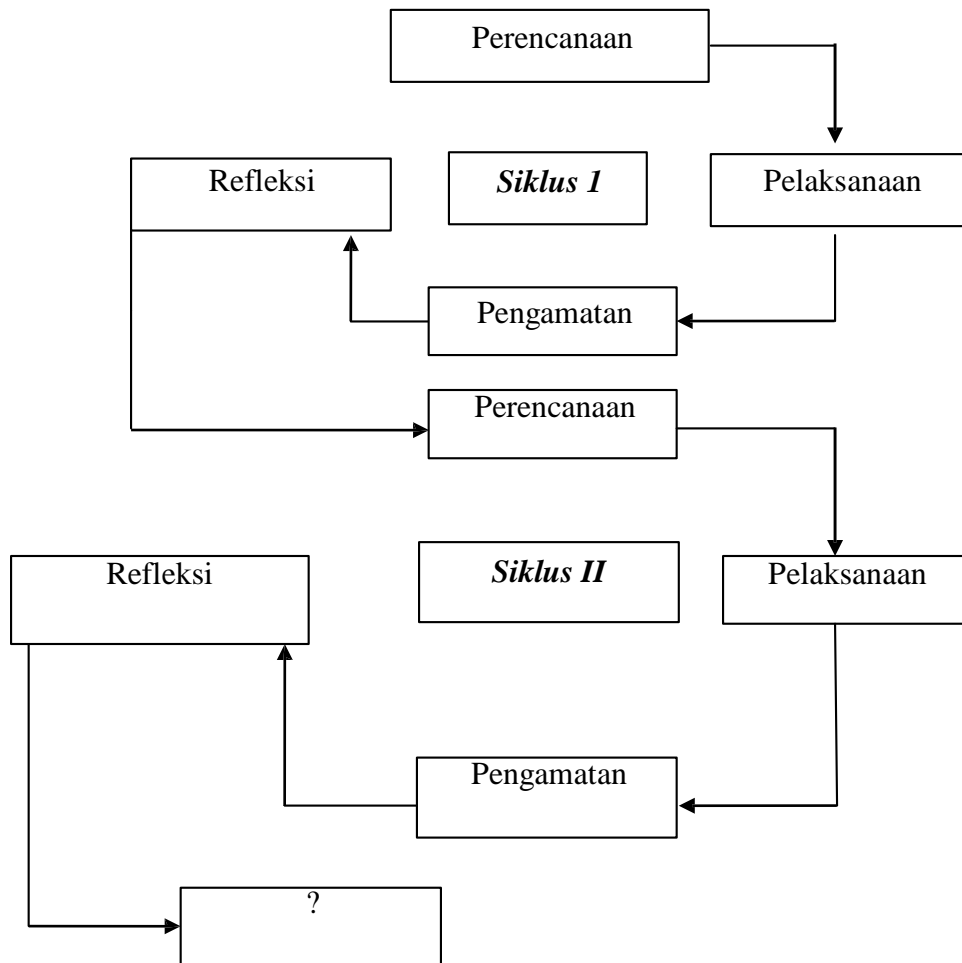 Perencanaan
Refleksi
Siklus 1
Pelaksanaan
Pengamatan
Perencanaan
Refleksi
Siklus II
Pelaksanaan
Pengamatan
?